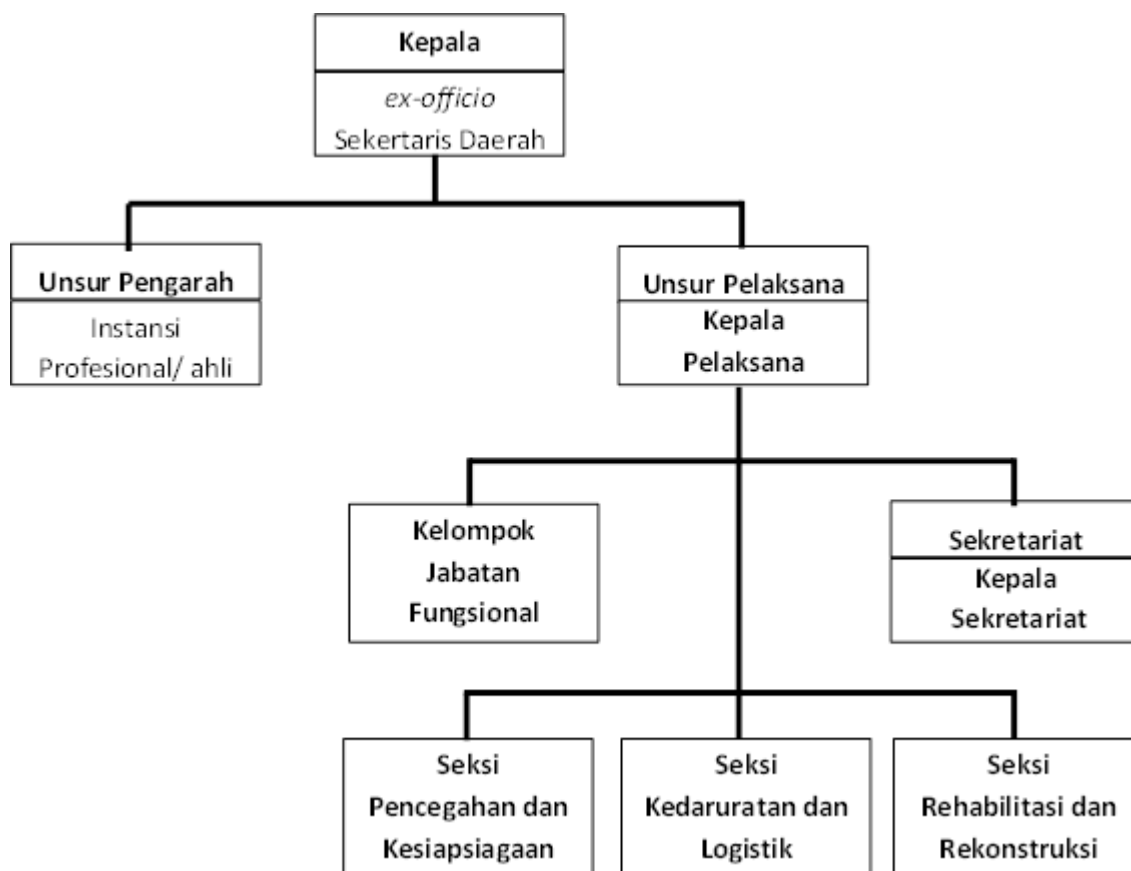 Kepala
ex-officio
Sekertaris Daerah
Unsur Pengarah
Instansi
Profesional/ ahli
Unsur Pelaksana
Kepala
Pelaksana
Kelompok
Jabatan
Fungsional
Sekretariat
Kepala
Sekretariat
Seksi
Pencegahan dan
Kesiapsiagaan
Seksi
Kedaruratan dan
Logistik
Seksi
Rehabilitasi dan
Rekonstruksi